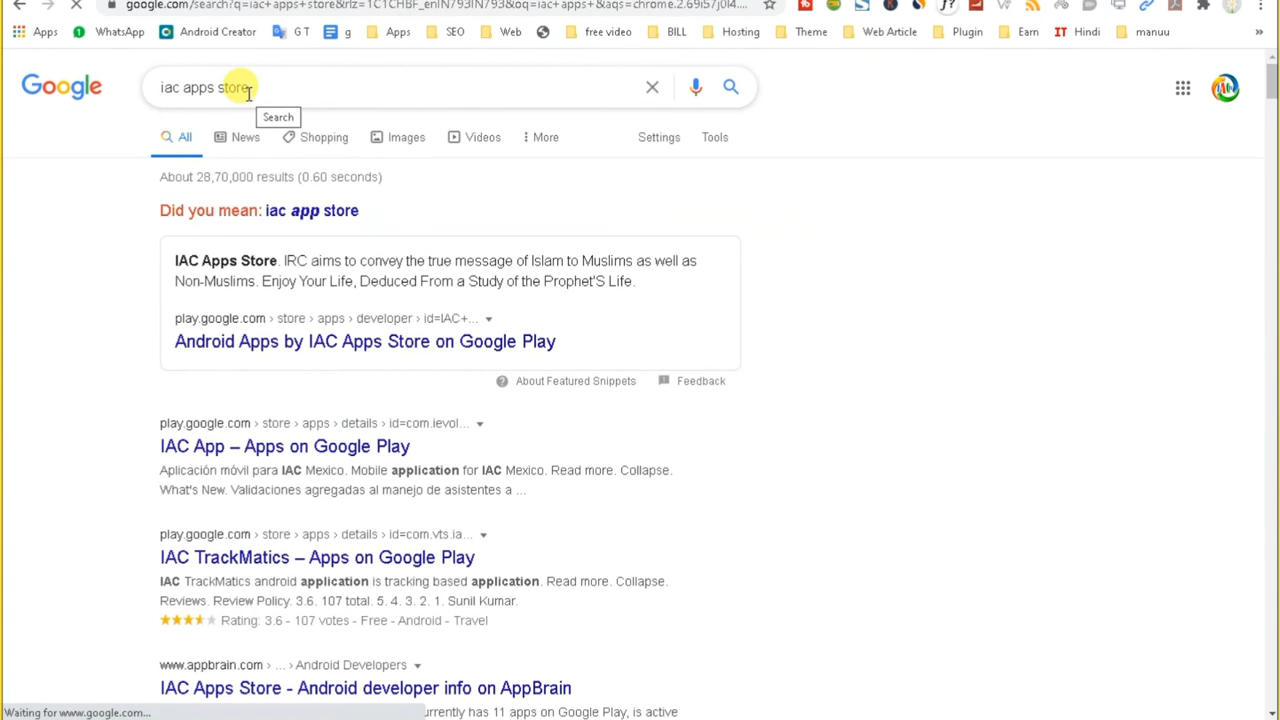 google.com/search?q=iac+apps+store&rlz=1C1CHBF_enIN793IN793&oq=iac+apps+&aqs=chrome.2.69i57j0l4....
Apps WhatsApp Android Creator G T g Apps SEO Web free video BILL Hosting Theme Web Article Plugin Earn IT Hindi manuu »
Google
iac apps store
Search
All News Shopping Images Videos More Settings Tools
About 28,70,000 results (0.60 seconds)
Did you mean: iac app store
IAC Apps Store. IRC aims to convey the true message of Islam to Muslims as well as
Non-Muslims. Enjoy Your Life, Deduced From a Study of the Prophet'S Life.
play.google.com › store › apps › developer › id=IAC+...
Android Apps by IAC Apps Store on Google Play
About Featured Snippets Feedback
play.google.com › store › apps › details › id=com.ievol...
IAC App – Apps on Google Play
Aplicación móvil para IAC Mexico. Mobile application for IAC Mexico. Read more. Collapse.
What's New. Validaciones agregadas al manejo de asistentes a ...
play.google.com › store › apps › details › id=com.vts.ia...
IAC TrackMatics – Apps on Google Play
IAC TrackMatics android application is tracking based application. Read more. Collapse.
Reviews. Review Policy. 3.6. 107 total. 5. 4. 3. 2. 1. Sunil Kumar.
Rating: 3.6 - 107 votes - Free - Android - Travel
www.appbrain.com › ... › Android Developers
IAC Apps Store - Android developer info on AppBrain
Waiting for www.google.com... urrently has 11 apps on Google Play, is active